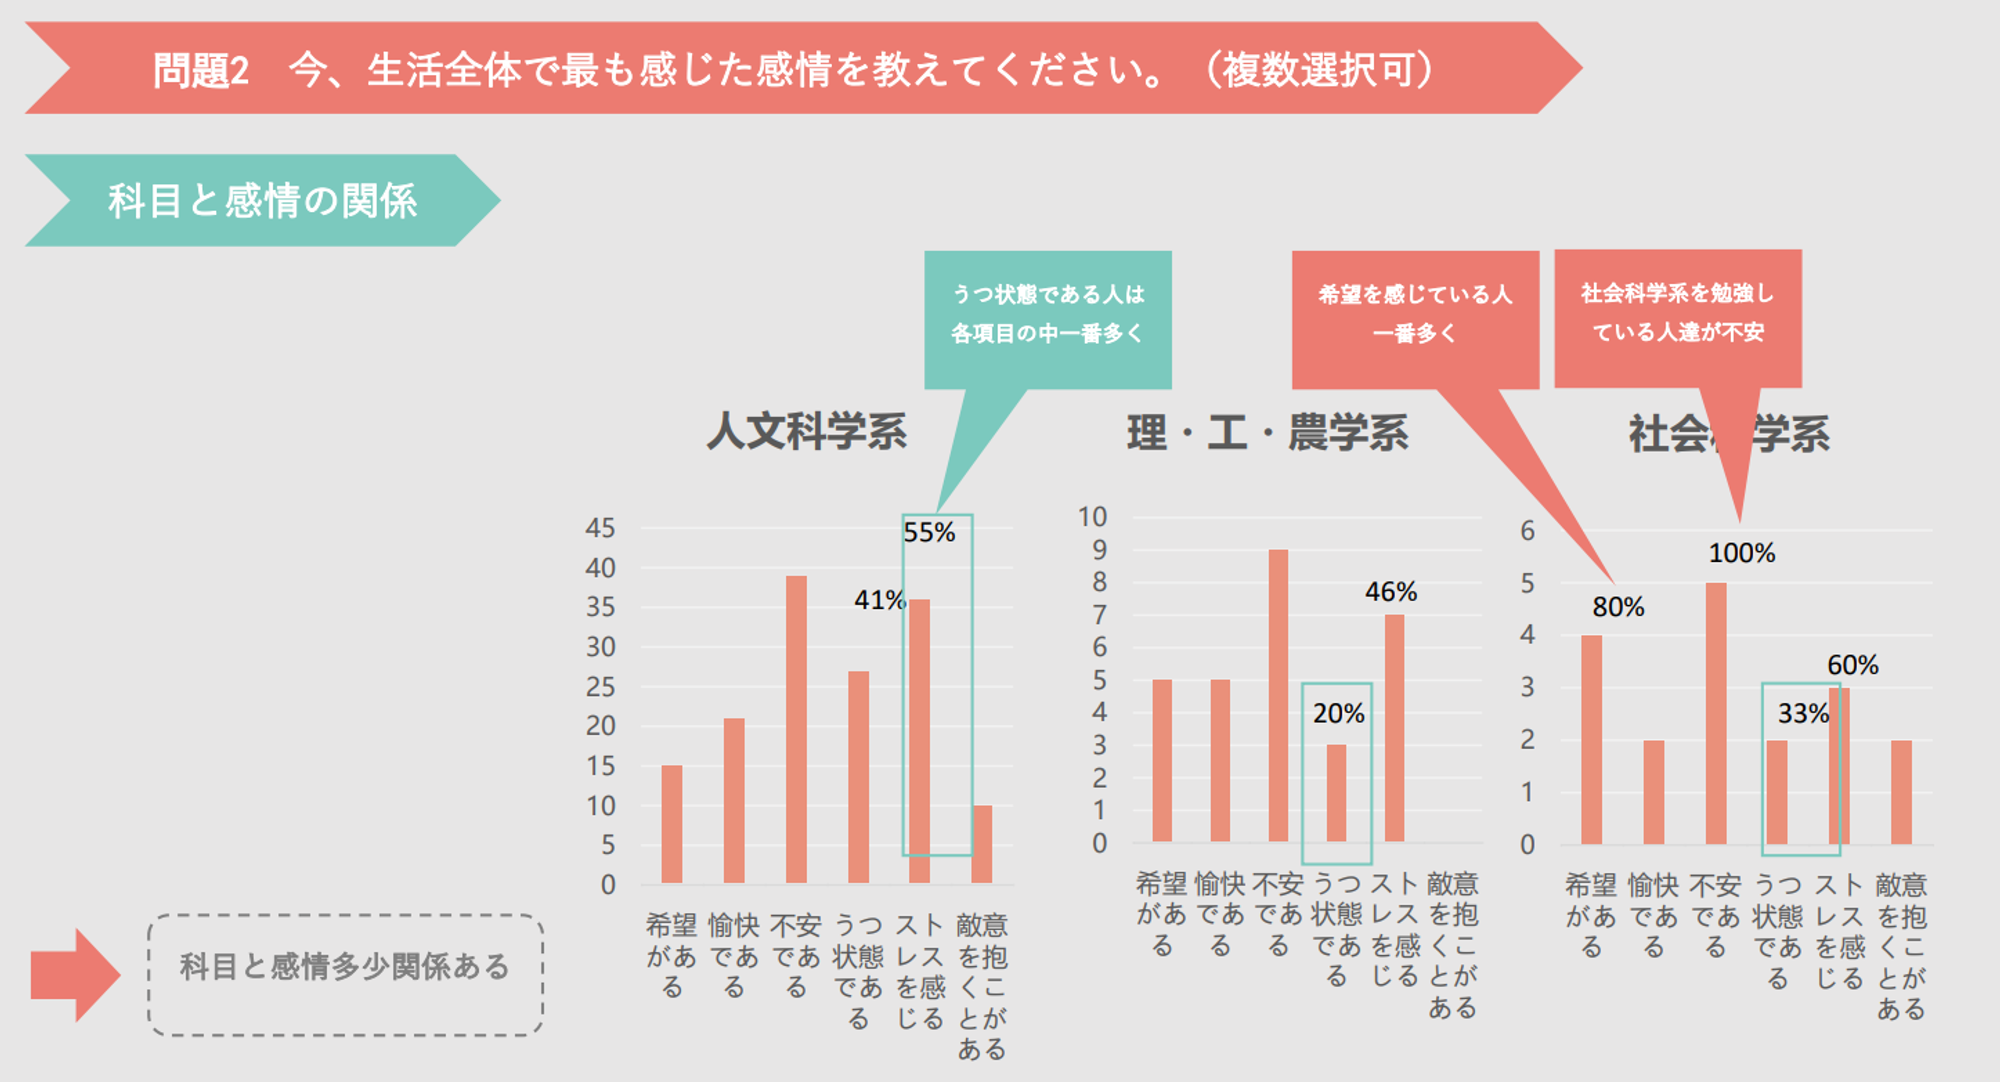 問題2 今、生活全体で最も感じた感情を教えてください。（複数選択可）
科目と感情の関係
うつ状態である人は
各項目の中一番多く
希望を感じている人
一番多く
社会科学系を勉強し
ている人達が不安
人文科学系
45
40
35
30
25
20
15
10
5
0
41%
55%
希望
がある
愉快
である
不安
である
うつ
状態
である
スト
レス
を感
じる
敵意
を抱
くこ
とが
ある
理・工・農学系
10
9
8
7
6
5
4
3
2
1
0
20%
46%
希望
がある
愉快
である
不安
である
うつ
状態
である
スト
レス
を感
じる
敵意
を抱
くこ
とが
ある
社会学系
6
5
4
3
2
1
0
80%
100%
33%
60%
希望
がある
愉快
である
不安
である
うつ
状態
である
スト
レス
を感
じる
敵意
を抱
くこ
とが
ある
科目と感情多少関係ある